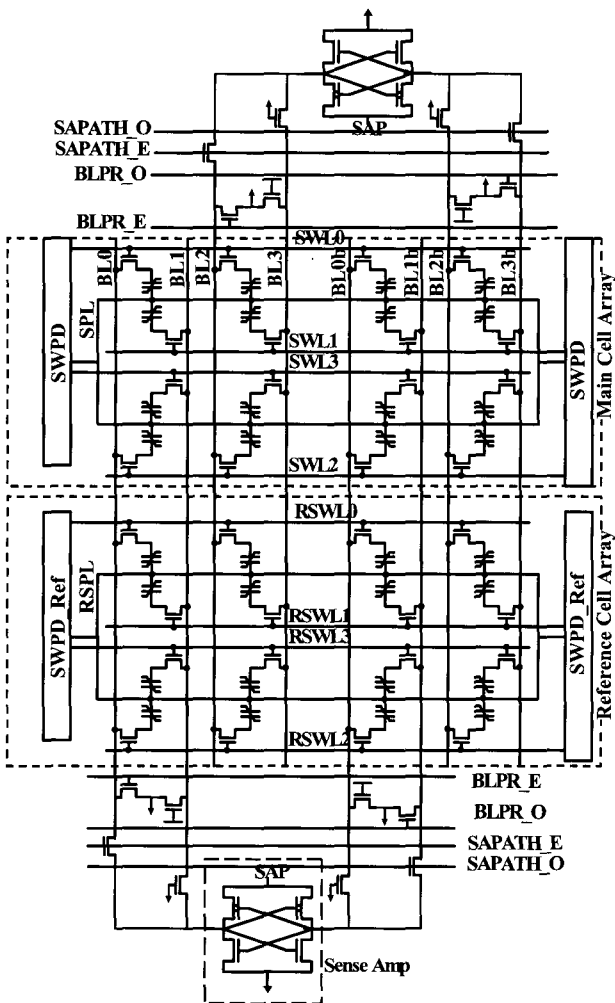 SAP
SAPATH_O
SAPATH_E
BLPR_O
BLPR_E
SWL0
BL0
BL1
BL2
BL3
BL0b
BL1b
BL2b
BL3b
SWPD
SPL
SWPD
Main Cell Array
SWL1
SWL3
SWL2
RSWL0
SWPD_Ref
RSPL
SWPD_Ref
Reference Cell Array
RSWL1
RSWL3
RSWL2
BLPR_E
BLPR_O
SAPATH_E
SAPATH_O
SAP
Sense Amp